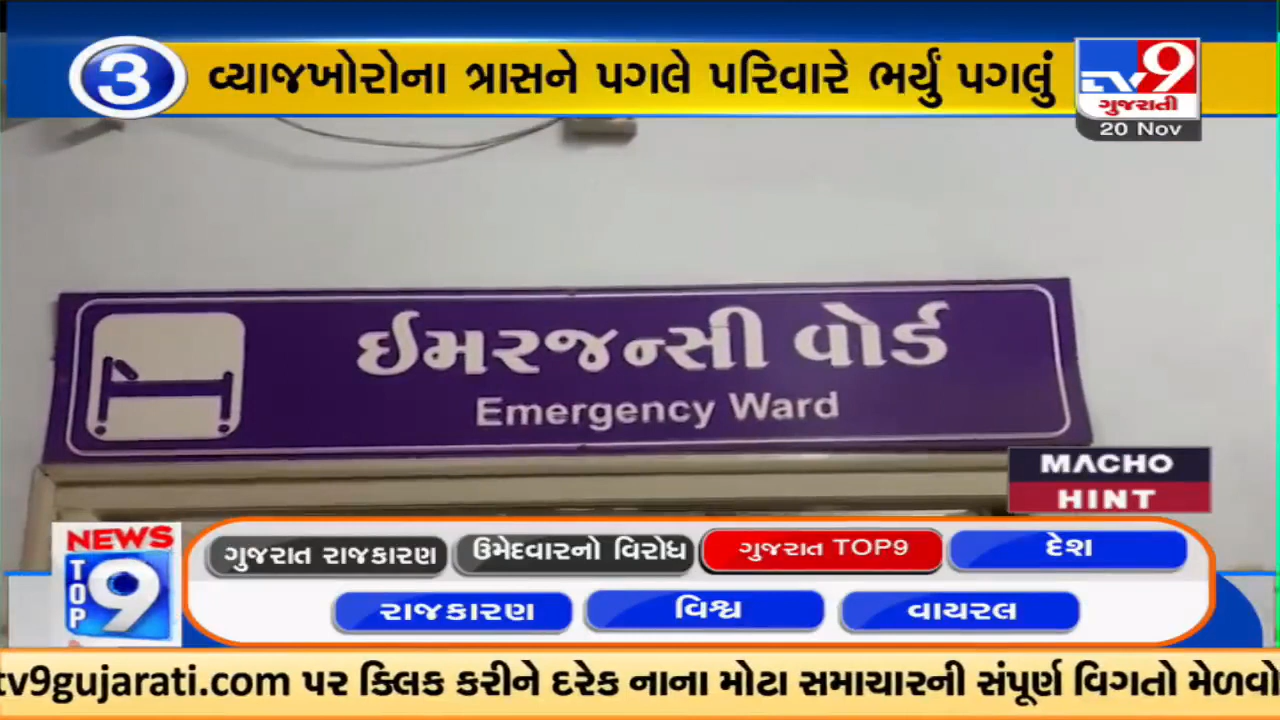 3 વ્યાજખોરોના ત્રાસને પગલે પરિવારે ભર્યું પગલું
TV9
ગુજરાતી
20 Nov
ઈમરજન્સી વોર્ડ
Emergency Ward
MACHO
HINT
NEWS
TOP 9
ગુજરાત રાજકારણ ઉમેદવારનો વિરોધ ગુજરાત TOP9 દેશ
રાજકારણ વિશ્વ વાયરલ
tv9gujarati.com પર ક્લિક કરીને દરેક નાના મોટા સમાચારની સંપૂર્ણ વિગતો મેળવો